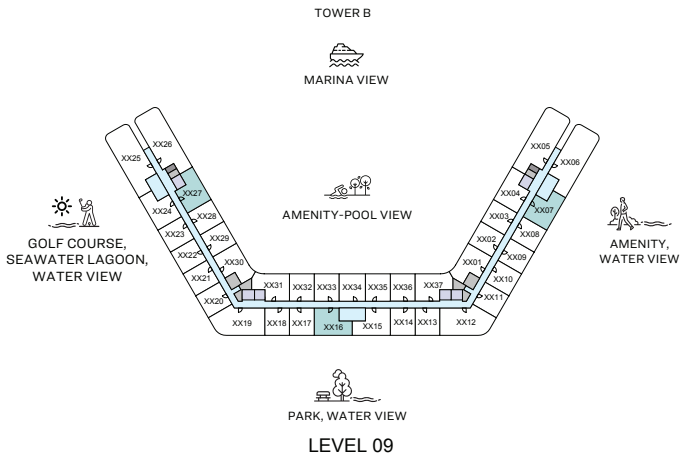 TOWER B
MARINA VIEW
XX26
XX25
XX27
XX24
XX28
XX23
XX29
XX22
XX30
XX21
XX20
XX05
XX06
XX04
XX07
XX03
XX08
XX02
XX09
XX01
XX10
XX11
AMENITY-POOL VIEW
GOLF COURSE,
SEAWATER LAGOON,
WATER VIEW
AMENITY,
WATER VIEW
XX31 XX32 XX33 XX34 XX35 XX36 XX37
XX19 XX18 XX17 XX16 XX15 XX14 XX13 XX12
PARK, WATER VIEW
LEVEL 09